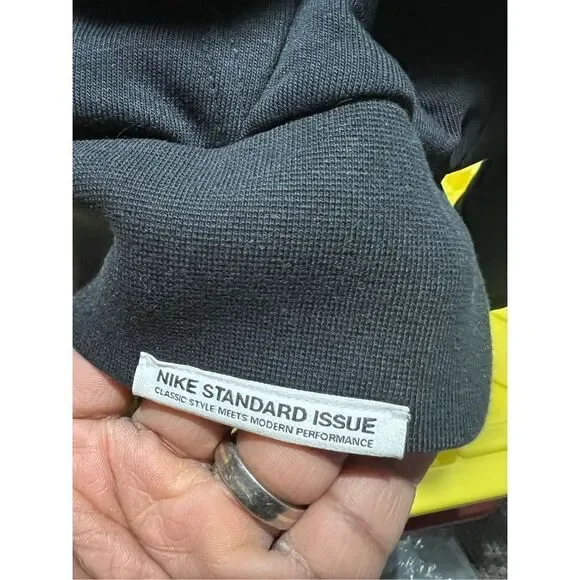 NIKE STANDARD ISSUE
CLASSIC STYLE MEETS MODERN PERFORMANCE